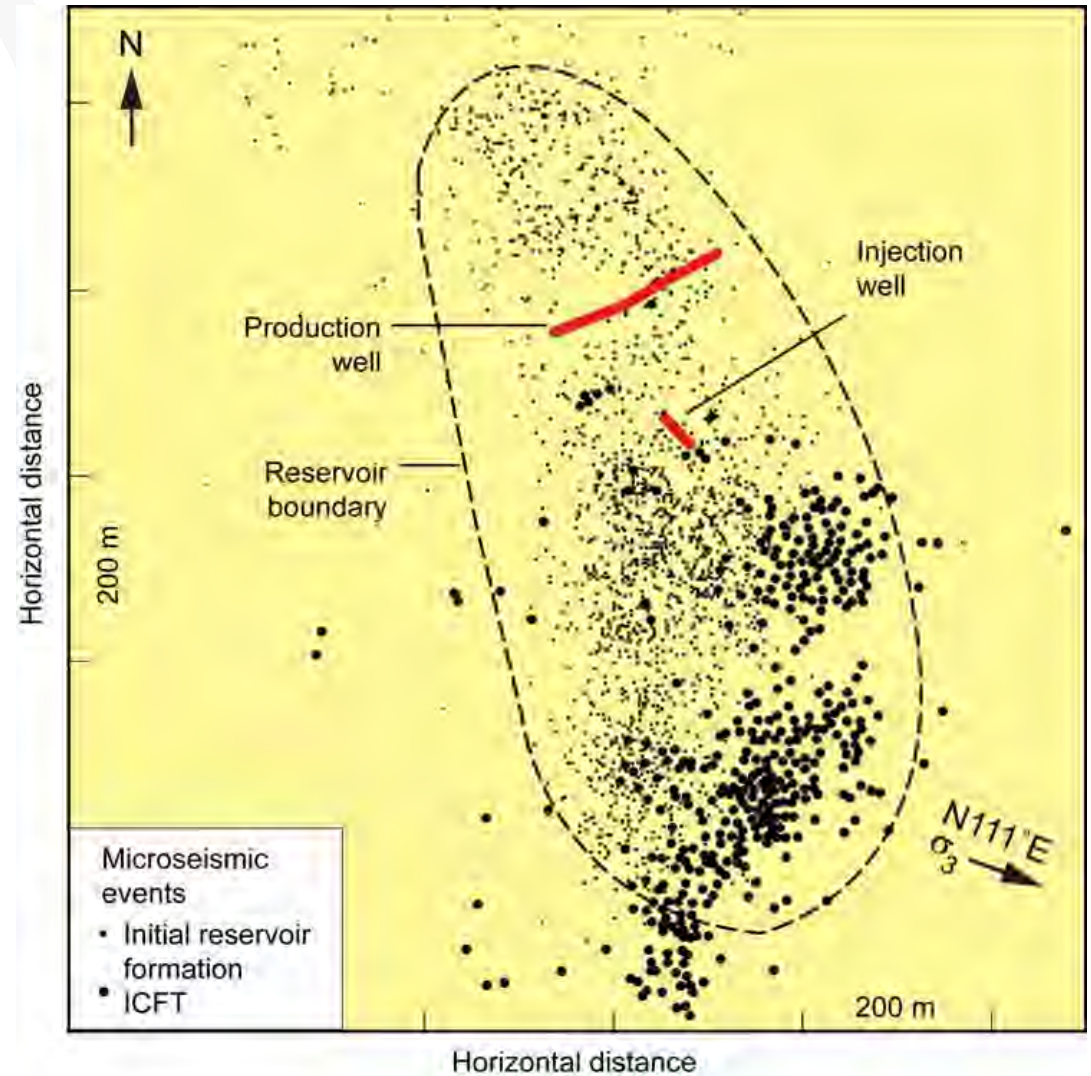 N
Injection
well
Production
well
Reservoir
boundary
Horizontal distance
200 m
N111°E
σ3
Microseismic
events
• Initial reservoir
formation
• ICFT
200 m
Horizontal distance